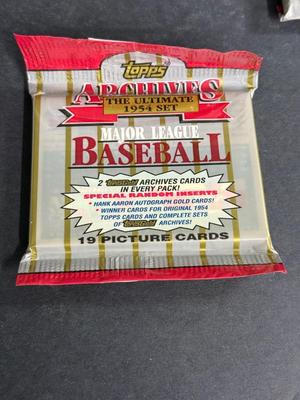 Topps
ARCHIVES
THE ULTIMATE
1954 SET
MAJOR LEAGUE
BASEBALL
2 ARCHIVES CARDS
IN EVERY PACK!
SPECIAL RANDOM INSERTS
* HANK AARON AUTOGRAPH GOLD CARDS!
* WINNER CARDS FOR ORIGINAL 1954
TOPPS CARDS AND COMPLETE SETS
OF ARCHIVES!
19 PICTURE CARDS